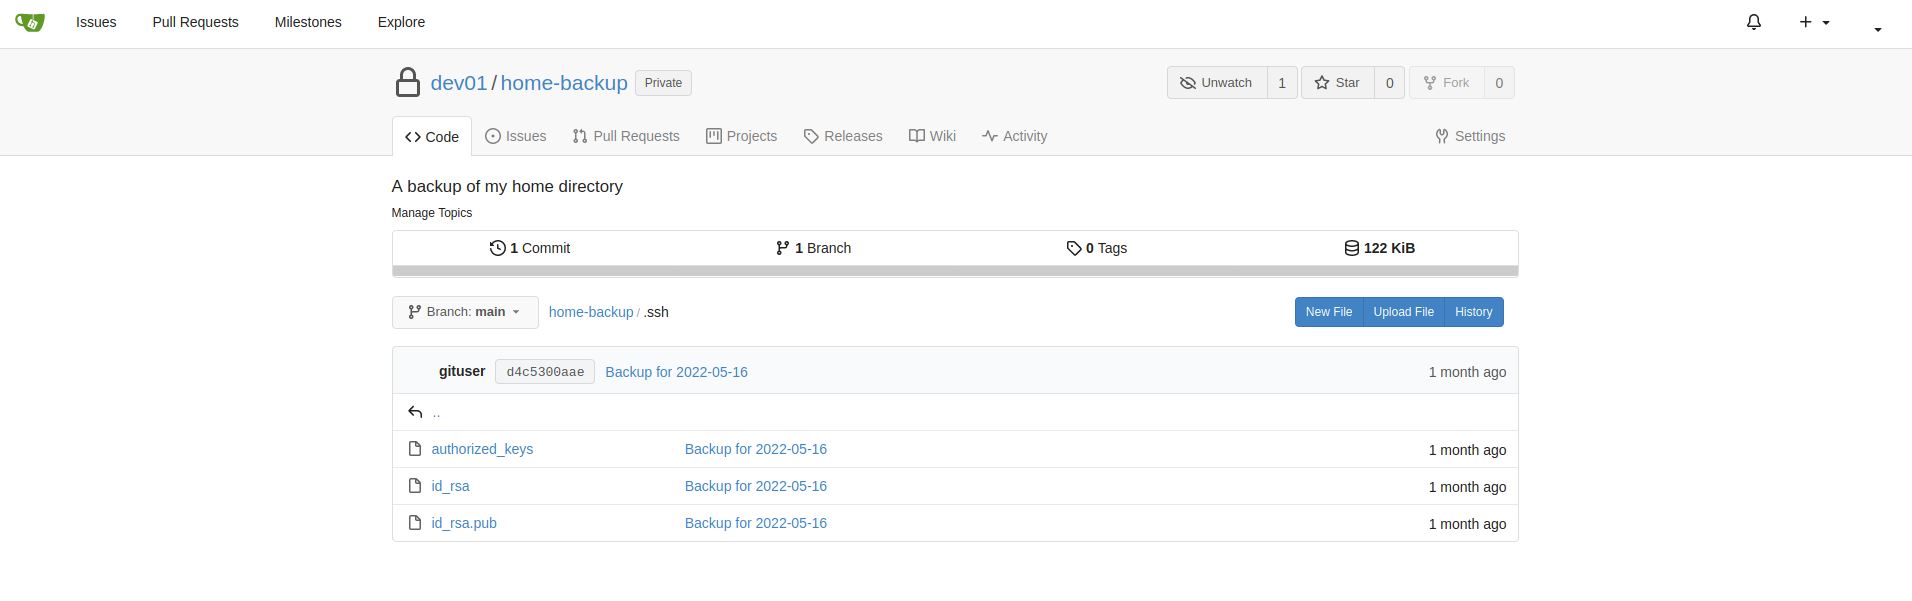 Issues Pull Requests Milestones Explore
dev01 / home-backup Private Unwatch 1 Star 0 Fork 0
Code Issues Pull Requests Projects Releases Wiki Activity Settings
A backup of my home directory
Manage Topics
1 Commit 1 Branch 0 Tags 122 KiB
Branch: main home-backup / .ssh New File Upload File History
gituser d4c5300aae Backup for 2022-05-16 1 month ago
..
authorized_keys Backup for 2022-05-16 1 month ago
id_rsa Backup for 2022-05-16 1 month ago
id_rsa.pub Backup for 2022-05-16 1 month ago